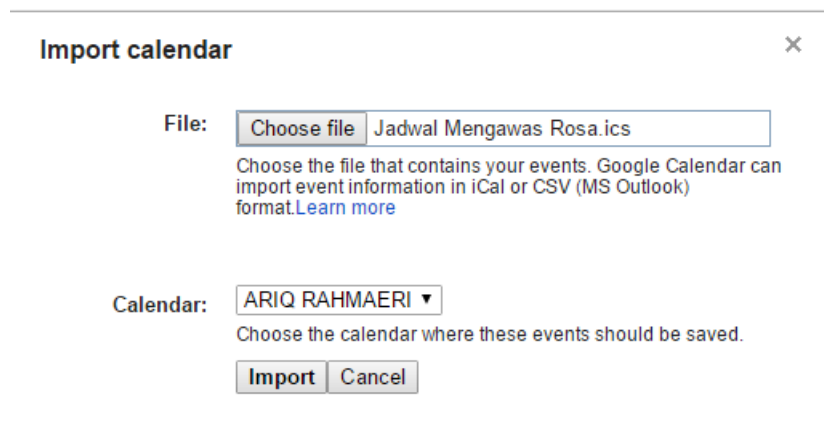 Import calendar ×
File: Choose file Jadwal Mengawas Rosa.ics
Choose the file that contains your events. Google Calendar can
import event information in iCal or CSV (MS Outlook)
format.Learn more
Calendar: ARIQ RAHMAERI ▼
Choose the calendar where these events should be saved.
Import Cancel